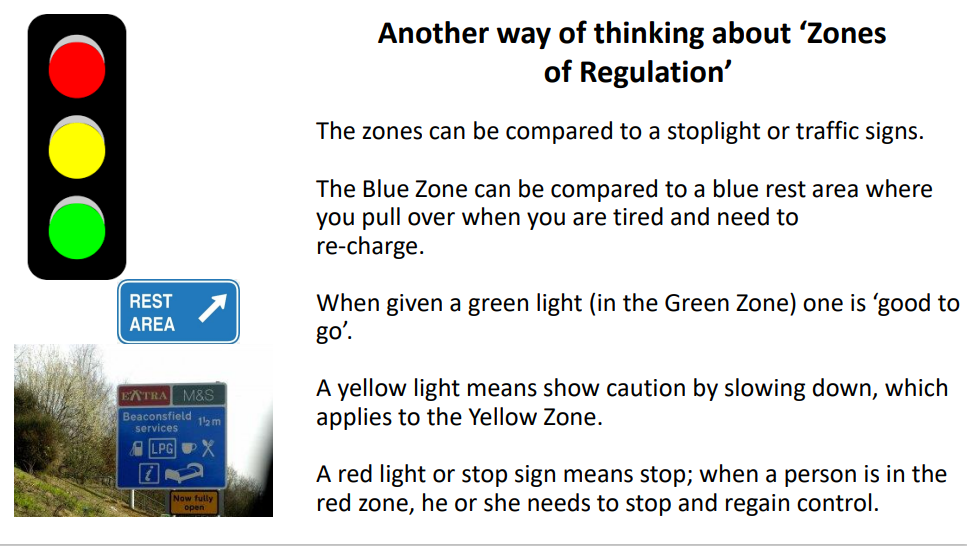 Another way of thinking about ‘Zones
of Regulation’
The zones can be compared to a stoplight or traffic signs.
The Blue Zone can be compared to a blue rest area where
you pull over when you are tired and need to
re-charge.
When given a green light (in the Green Zone) one is ‘good to
go’.
A yellow light means show caution by slowing down, which
applies to the Yellow Zone.
A red light or stop sign means stop; when a person is in the
red zone, he or she needs to stop and regain control.
REST
AREA
EXTRA M&S
Beaconsfield
services 1½m
LPG
i
Now fully
open